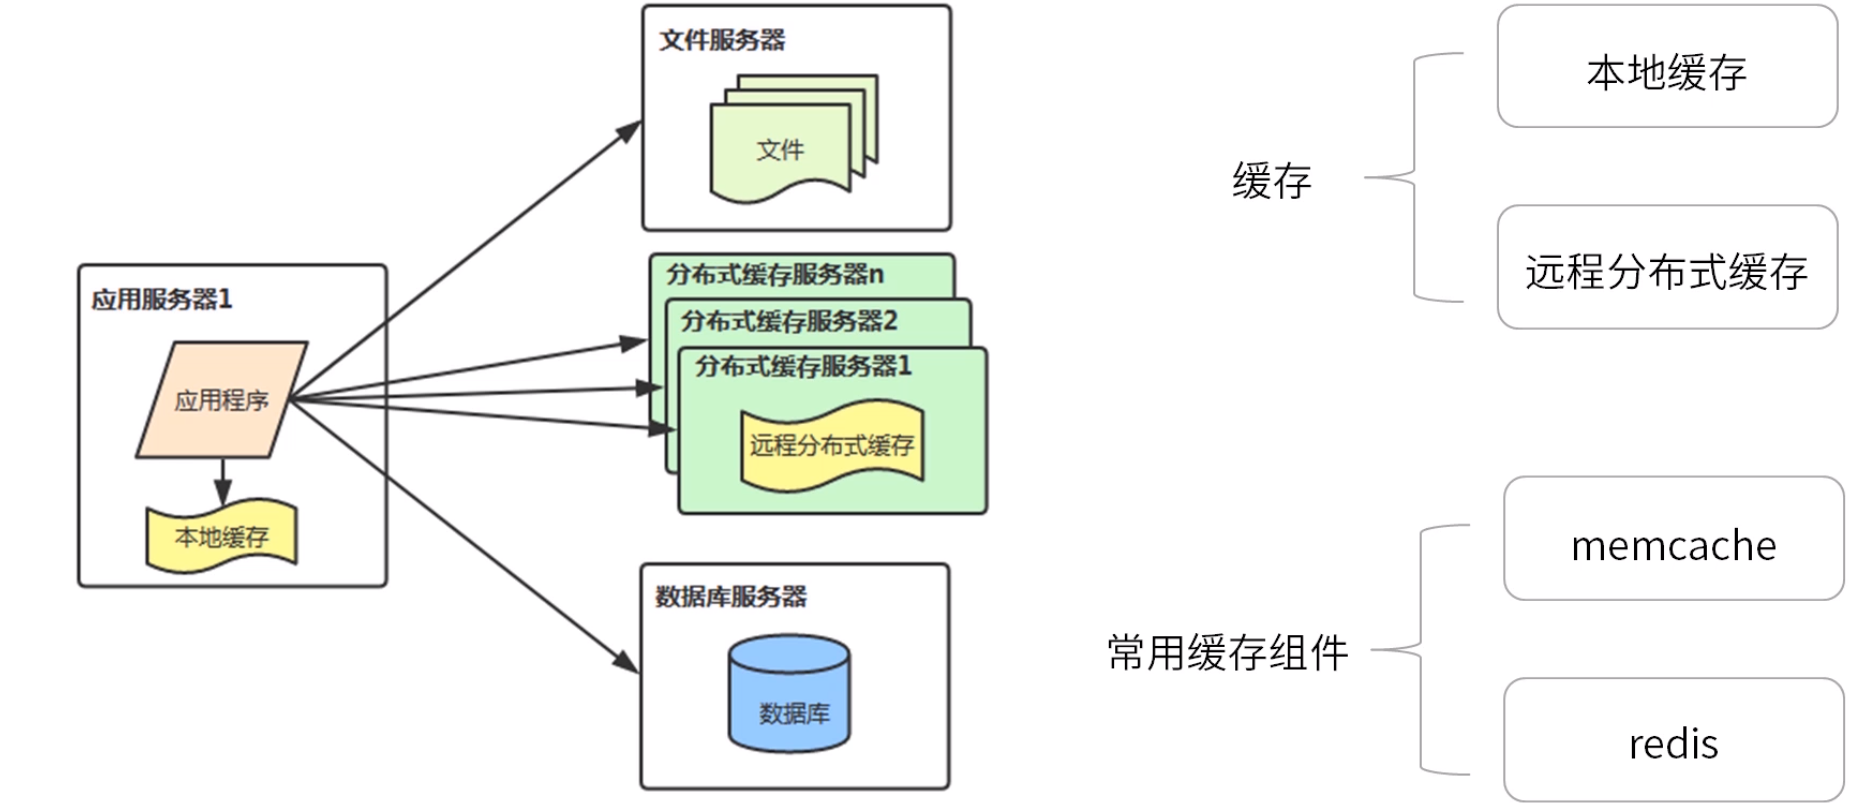 文件服务器
文件
应用服务器1
应用程序
本地缓存
分布式缓存服务器n
分布式缓存服务器2
分布式缓存服务器1
远程分布式缓存
数据库服务器
数据库
缓存
本地缓存
远程分布式缓存
常用缓存组件
memcache
redis